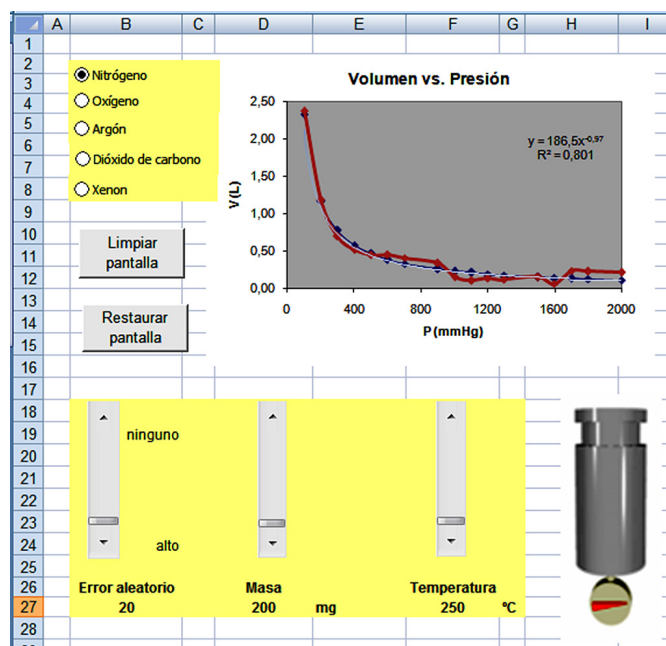 A B C D E F G H I
1
2
3
4
5
6
7
8
9
10
11
12
13
14
15
16
17
18
19
20
21
22
23
24
25
26
27
28
Nitrógeno
Oxígeno
Argón
Dióxido de carbono
Xenon
Limpiar
pantalla
Restaurar
pantalla
Volumen vs. Presión
2,50
2,00
1,50
1,00
0,50
0,00
V (L)
y = 186,5x^-0,97
R² = 0,801
0 400 800 1200 1600 2000
P (mmHg)
ninguno
alto
Error aleatorio Masa Temperatura
20 200 mg 250 ºC